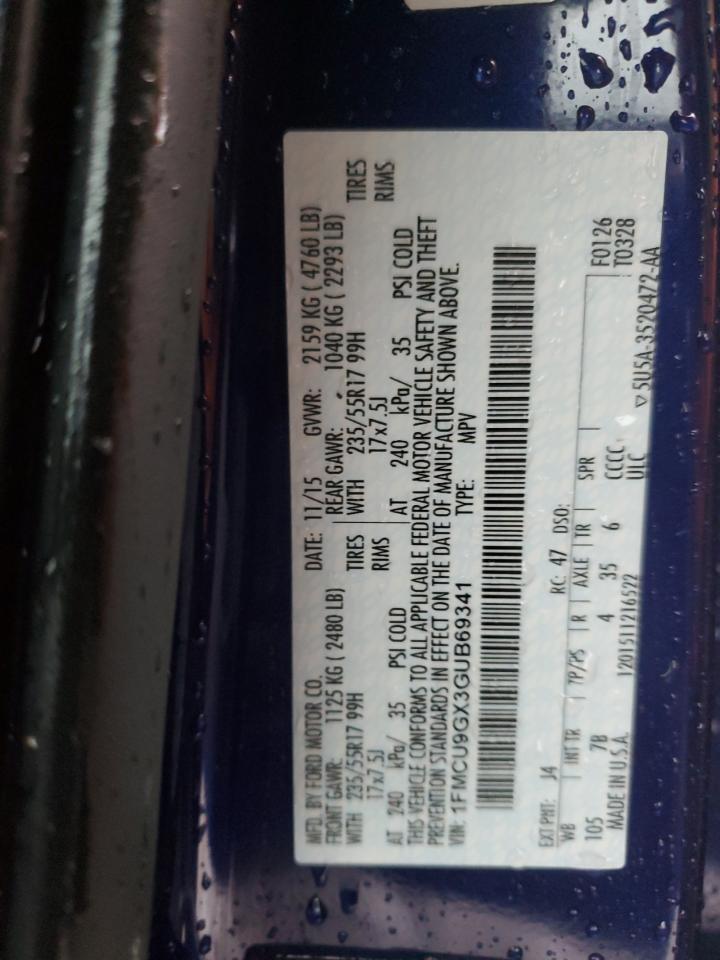 MFD. BY FORD MOTOR CO. DATE: 11/15 GVWR: 2159 KG ( 4760 LB)
FRONT GAWR: 1125 KG ( 2480 LB) REAR GAWR: 1040 KG ( 2293 LB)
WITH 235/55R17 99H TIRES WITH 235/55R17 99H TIRES
17x7.5J RIMS 17x7.5J RIMS
AT 240 kPa/ 35 PSI COLD AT 240 kPa/ 35 PSI COLD
THIS VEHICLE CONFORMS TO ALL APPLICABLE FEDERAL MOTOR VEHICLE SAFETY AND THEFT
PREVENTION STANDARDS IN EFFECT ON THE DATE OF MANUFACTURE SHOWN ABOVE.
VIN: 1FMCU9GX3GUB69341 TYPE: MPV
EXT PNT: J4 RC: 47 DSO: F0126
WB INT TR TP/PS R AXLE TR SPR T0328
105 7B 4 35 6 CCCC
MADE IN U.S.A. 1201511216522 ULC ▽5U5A-3520472-AA